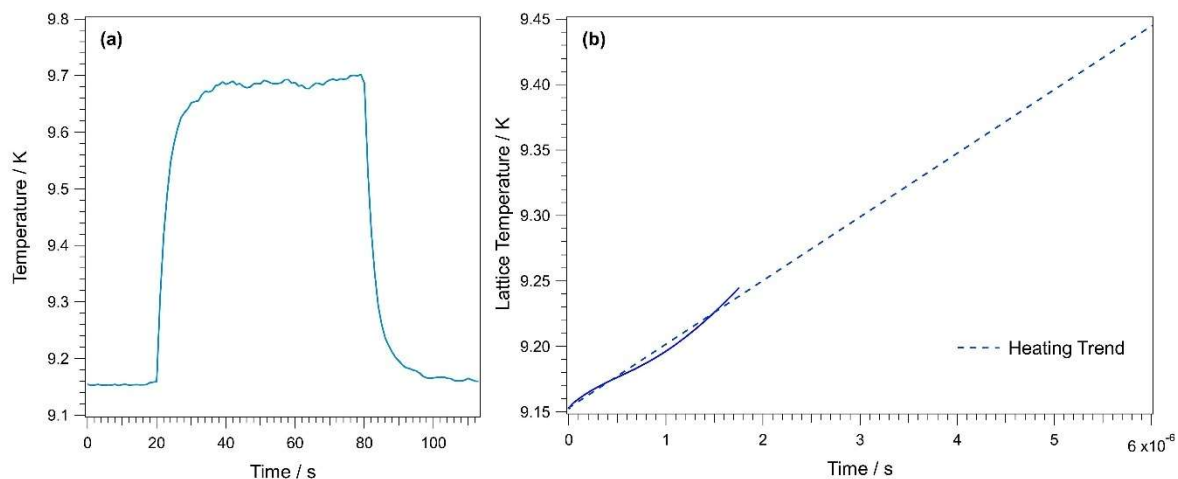 (a)
9.8
9.7
9.6
9.5
9.4
9.3
9.2
9.1
Temperature / K
0 20 40 60 80 100
Time / s
(b)
9.45
9.40
9.35
9.30
9.25
9.20
9.15
Lattice Temperature / K
Heating Trend
0 1 2 3 4 5 6 x10⁻⁶
Time / s